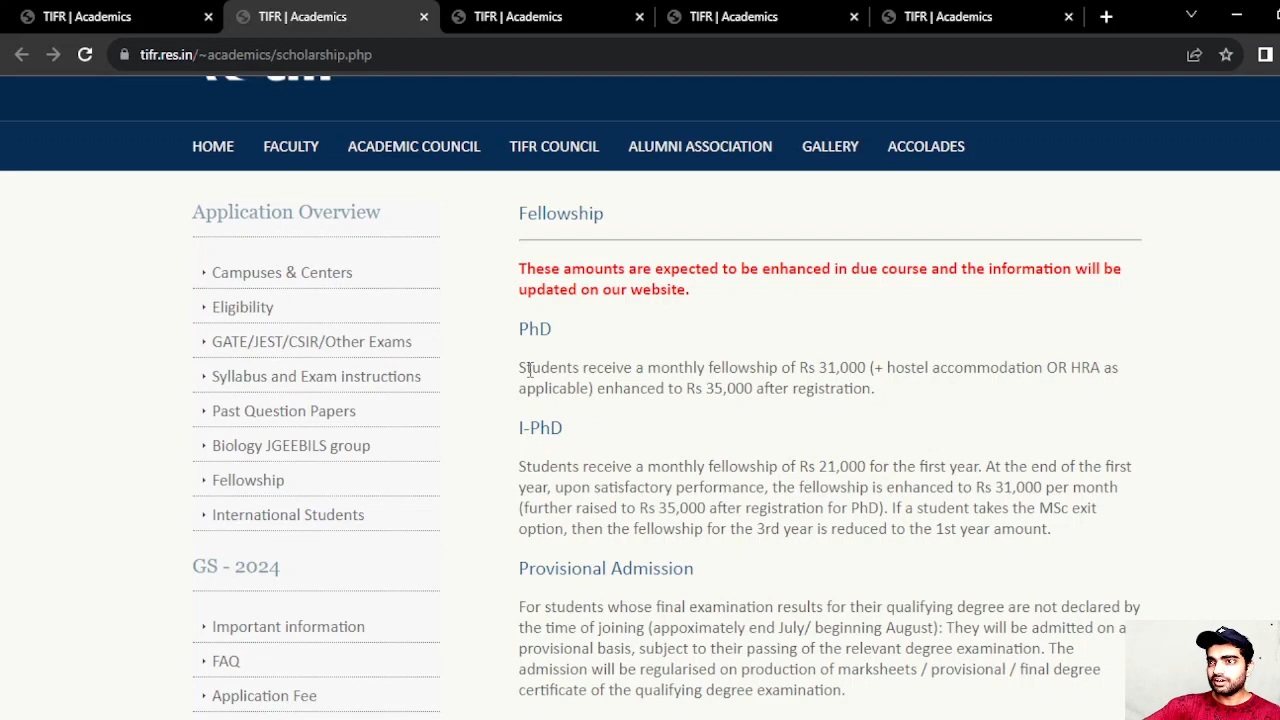 TIFR | Academics
TIFR | Academics
TIFR | Academics
TIFR | Academics
TIFR | Academics
tifr.res.in/~academics/scholarship.php
HOME FACULTY ACADEMIC COUNCIL TIFR COUNCIL ALUMNI ASSOCIATION GALLERY ACCOLADES
Application Overview
Campuses & Centers
Eligibility
GATE/JEST/CSIR/Other Exams
Syllabus and Exam instructions
Past Question Papers
Biology JGEEBILS group
Fellowship
International Students
GS - 2024
Important information
FAQ
Application Fee
Fellowship
These amounts are expected to be enhanced in due course and the information will be
updated on our website.
PhD
Students receive a monthly fellowship of Rs 31,000 (+ hostel accommodation OR HRA as
applicable) enhanced to Rs 35,000 after registration.
I-PhD
Students receive a monthly fellowship of Rs 21,000 for the first year. At the end of the first
year, upon satisfactory performance, the fellowship is enhanced to Rs 31,000 per month
(further raised to Rs 35,000 after registration for PhD). If a student takes the MSc exit
option, then the fellowship for the 3rd year is reduced to the 1st year amount.
Provisional Admission
For students whose final examination results for their qualifying degree are not declared by
the time of joining (appoximately end July/ beginning August): They will be admitted on a
provisional basis, subject to their passing of the relevant degree examination. The
admission will be regularised on production of marksheets / provisional / final degree
certificate of the qualifying degree examination.